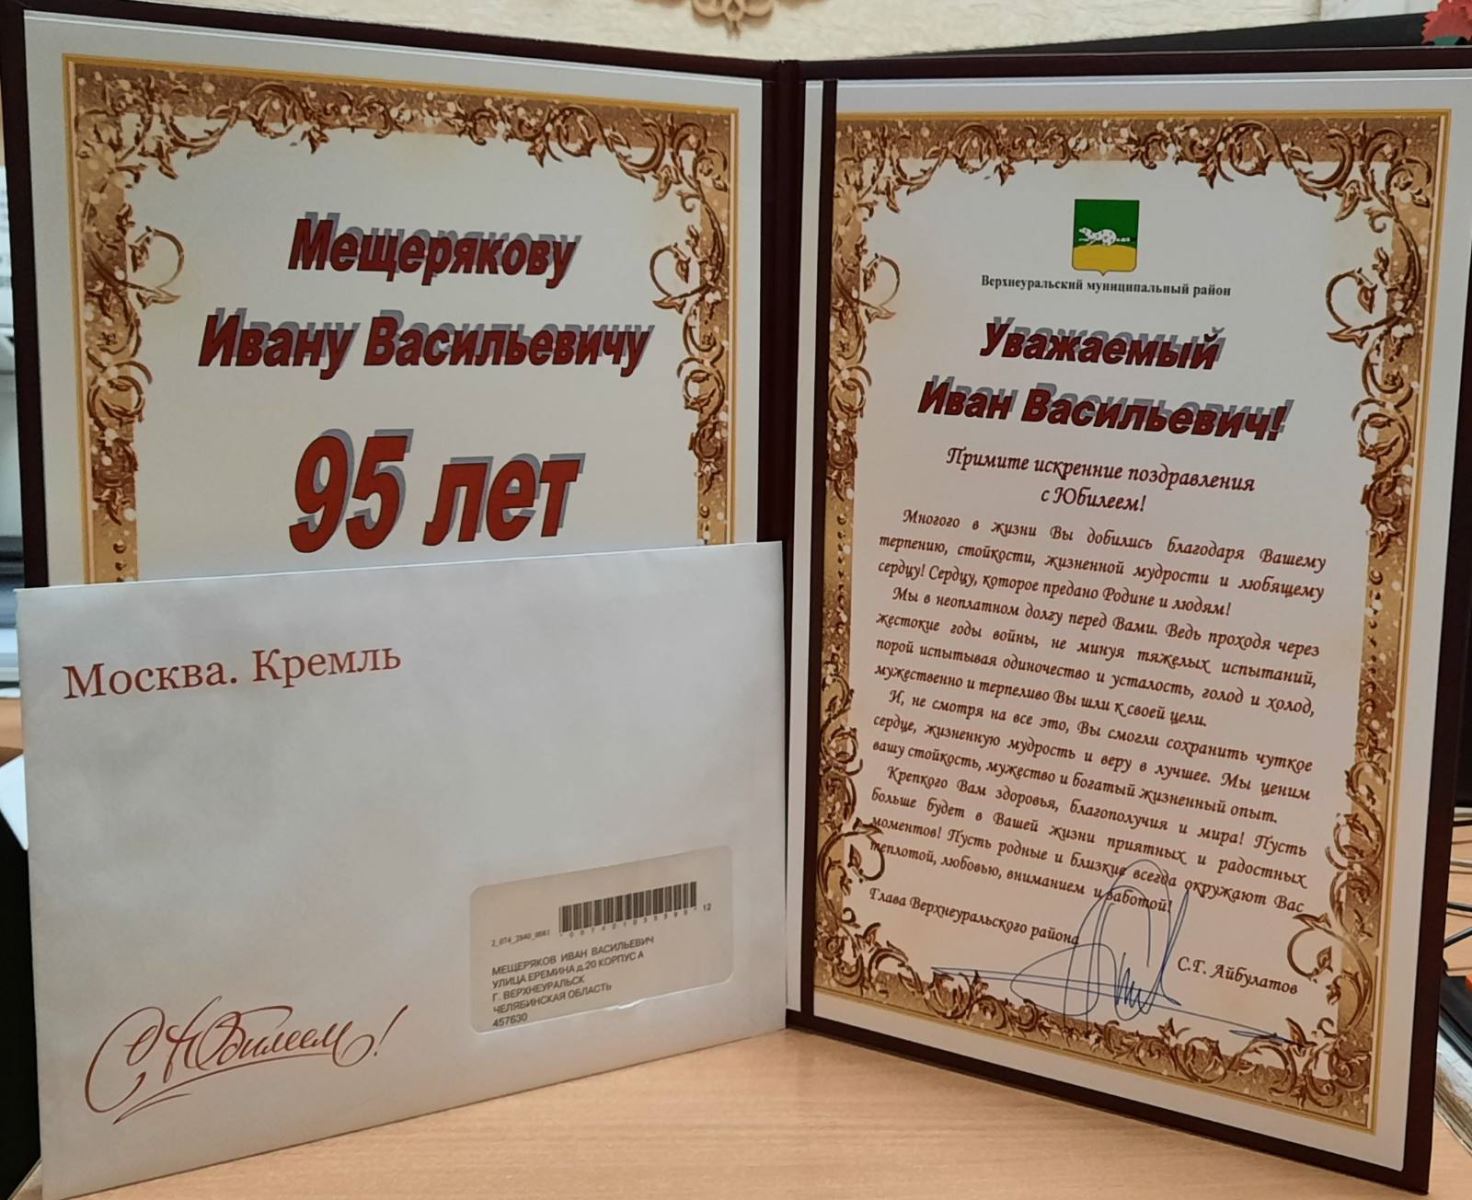 Мещерякову
Ивану Васильевичу
95 лет
Москва. Кремль
С Юбилеем!
2_074_2940_0661
12
МЕЩЕРЯКОВ ИВАН ВАСИЛЬЕВИЧ
УЛИЦА ЕРЕМИНА д.20 КОРПУС А
Г. ВЕРХНЕУРАЛЬСК
ЧЕЛЯБИНСКАЯ ОБЛАСТЬ
457630
Верхнеуральский муниципальный район
Уважаемый
Иван Васильевич!
Примите искренние поздравления
с Юбилеем!
Многого в жизни Вы добились благодаря Вашему
терпению, стойкости, жизненной мудрости и любящему
сердцу! Сердцу, которое предано Родине и людям!
Мы в неоплатном долгу перед Вами. Ведь проходя через
жестокие годы войны, не минуя тяжелых испытаний,
порой испытывая одиночество и усталость, голод и холод,
мужественно и терпеливо Вы шли к своей цели.
И, не смотря на все это, Вы смогли сохранить чуткое
сердце, жизненную мудрость и веру в лучшее. Мы ценим
вашу стойкость, мужество и богатый жизненный опыт.
Крепкого Вам здоровья, благополучия и мира! Пусть
больше будет в Вашей жизни приятных и радостных
моментов! Пусть родные и близкие всегда окружают Вас
теплотой, любовью, вниманием и заботой!
Глава Верхнеуральского района
С.Г. Айбулатов